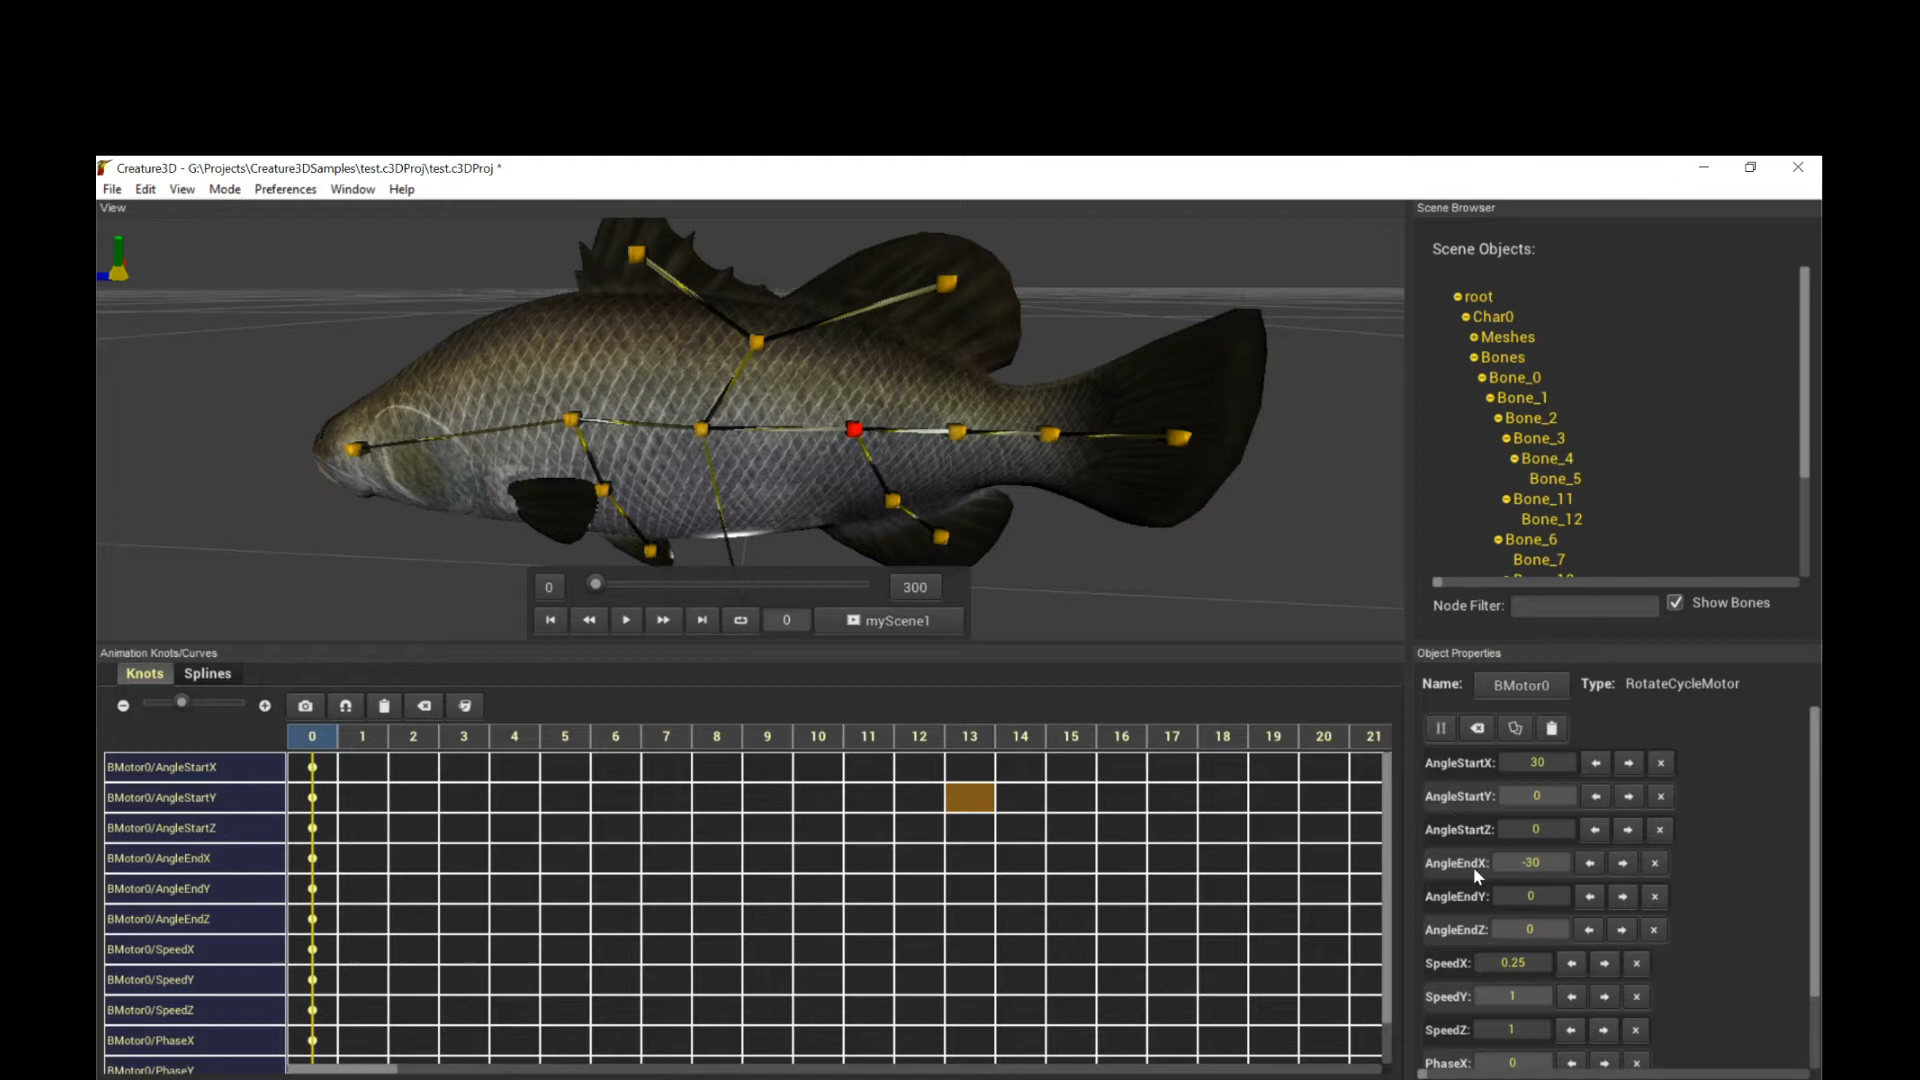 Creature3D - G:\Projects\Creature3DSamples\test.c3DProj\test.c3DProj *
File Edit View Mode Preferences Window Help
View
Scene Browser
Scene Objects:
root
Char0
Meshes
Bones
Bone_0
Bone_1
Bone_2
Bone_3
Bone_4
Bone_5
Bone_11
Bone_12
Bone_6
Bone_7
Node Filter: Show Bones
0 300
0 myScene1
Animation Knots/Curves
Knots Splines
0 1 2 3 4 5 6 7 8 9 10 11 12 13 14 15 16 17 18 19 20 21
BMotor0/AngleStartX
BMotor0/AngleStartY
BMotor0/AngleStartZ
BMotor0/AngleEndX
BMotor0/AngleEndY
BMotor0/AngleEndZ
BMotor0/SpeedX
BMotor0/SpeedY
BMotor0/SpeedZ
BMotor0/PhaseX
BMotor0/PhaseY
Object Properties
Name: BMotor0 Type: RotateCycleMotor
AngleStartX: 30
AngleStartY: 0
AngleStartZ: 0
AngleEndX: -30
AngleEndY: 0
AngleEndZ: 0
SpeedX: 0.25
SpeedY: 1
SpeedZ: 1
PhaseX: 0